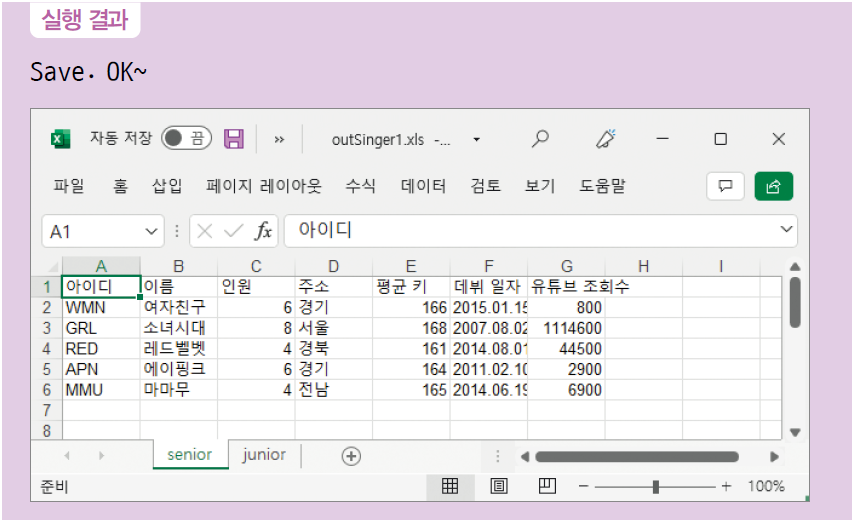 실행 결과
Save. OK~
자동 저장 끔 » outSinger1.xls -...
파일 홈 삽입 페이지 레이아웃 수식 데이터 검토 보기 도움말
A1 fx 아이디
A B C D E F G H I
1 아이디 이름 인원 주소 평균 키 데뷔 일자 유튜브 조회수
2 WMN 여자친구 6 경기 166 2015.01.15 800
3 GRL 소녀시대 8 서울 168 2007.08.02 1114600
4 RED 레드벨벳 4 경북 161 2014.08.01 44500
5 APN 에이핑크 6 경기 164 2011.02.10 2900
6 MMU 마마무 4 전남 165 2014.06.19 6900
7
8
senior junior
준비 100%